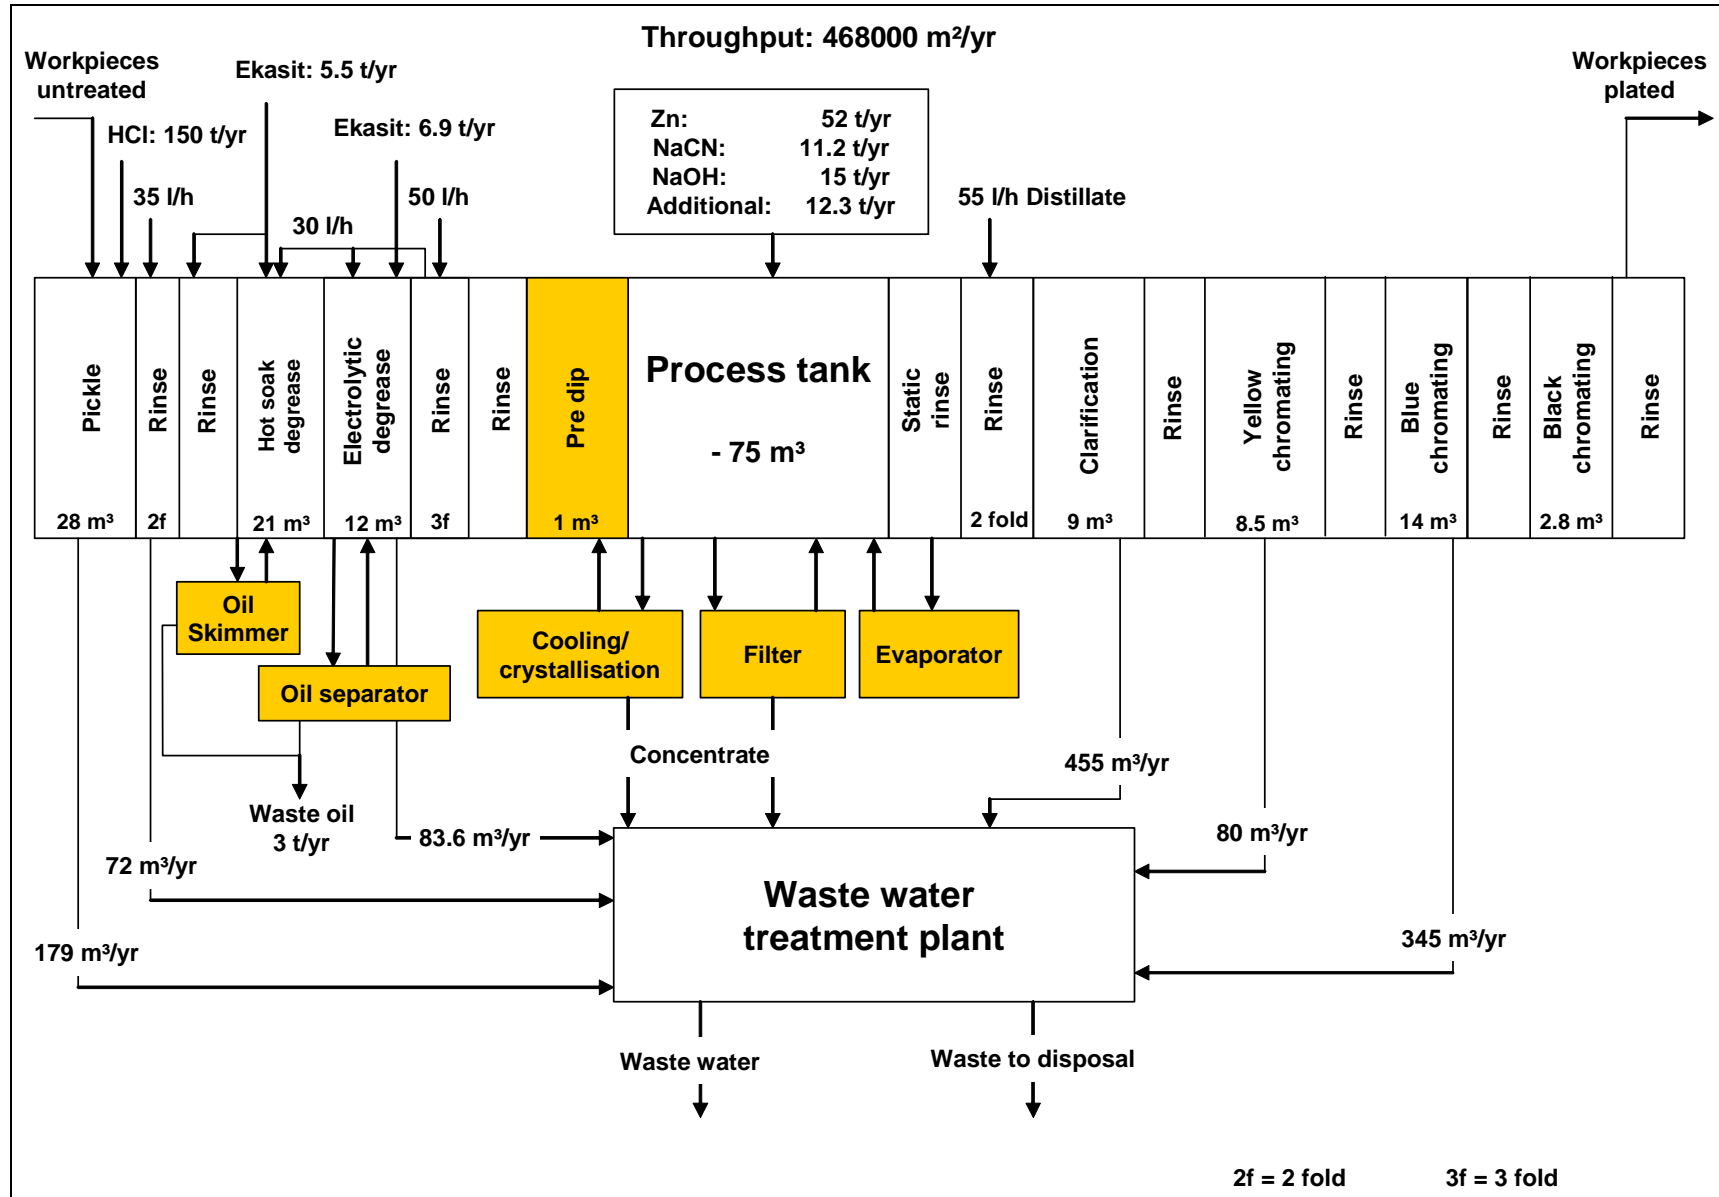 Throughput: 468000 m²/yr
Workpieces
untreated
Ekasit: 5.5 t/yr
Workpieces
plated
HCl: 150 t/yr
Ekasit: 6.9 t/yr
Zn: 52 t/yr
NaCN: 11.2 t/yr
NaOH: 15 t/yr
Additional: 12.3 t/yr
35 l/h
30 l/h
50 l/h
55 l/h Distillate
Pickle
28 m³
Rinse
2f
Rinse
Hot soak
degrease
21 m³
Electrolytic
degrease
12 m³
Rinse
3f
Rinse
Pre dip
1 m³
Process tank
- 75 m³
Static
rinse
Rinse
2 fold
Clarification
9 m³
Rinse
Yellow
chromating
8.5 m³
Rinse
Blue
chromating
14 m³
Rinse
Black
chromating
2.8 m³
Rinse
Oil
Skimmer
Oil separator
Cooling/
crystallisation
Filter
Evaporator
Concentrate
455 m³/yr
Waste oil
3 t/yr
83.6 m³/yr
80 m³/yr
72 m³/yr
179 m³/yr
345 m³/yr
Waste water
treatment plant
Waste water
Waste to disposal
2f = 2 fold 3f = 3 fold